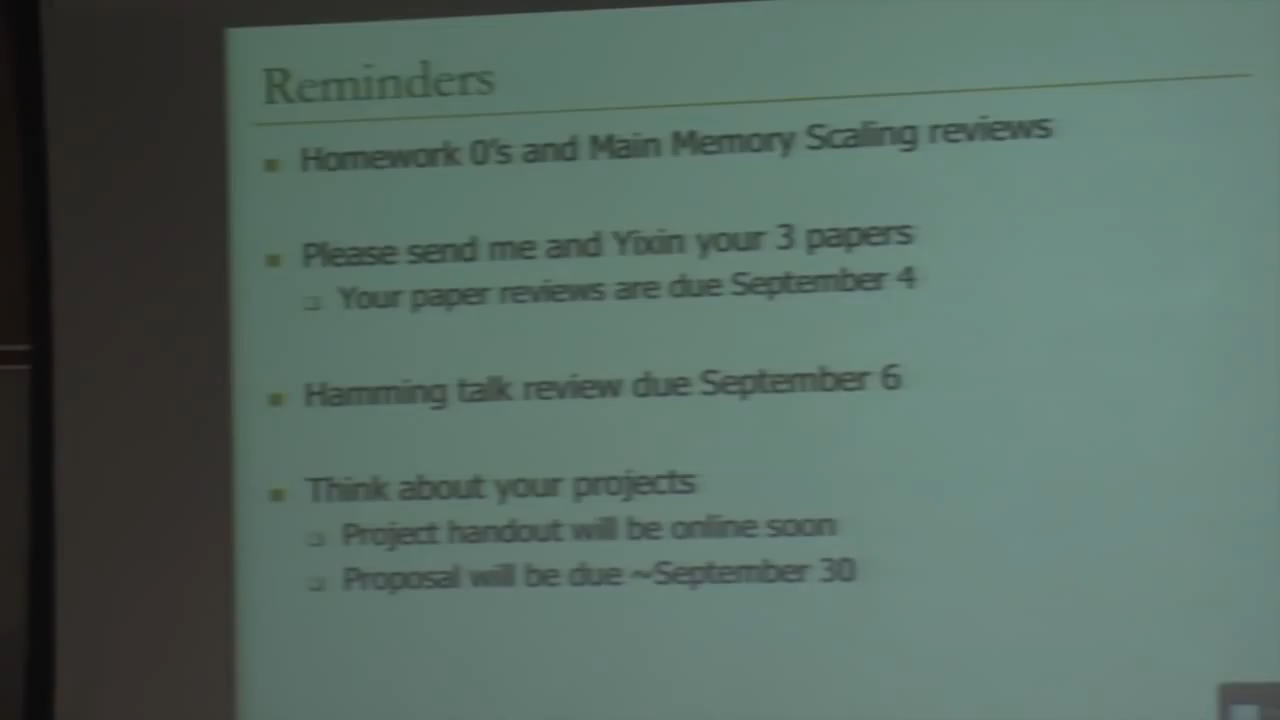 Reminders
Homework 0's and Main Memory Scaling reviews
Please send me and Yixin your 3 papers
Your paper reviews are due September 4
Hamming talk review due September 6
Think about your projects
Project handout will be online soon
Proposal will be due ~September 30